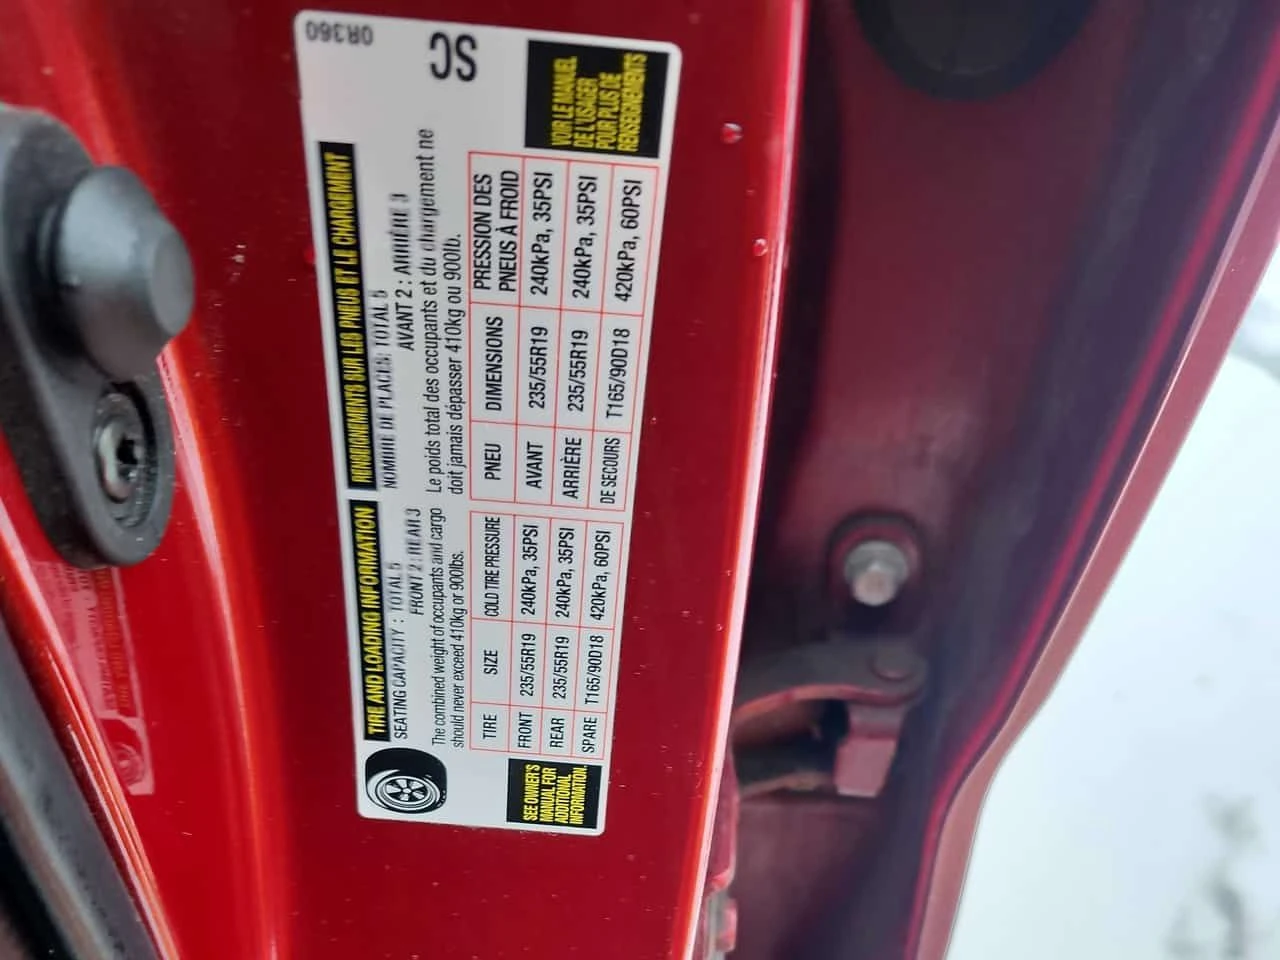 TIRE AND LOADING INFORMATION
SEATING CAPACITY : TOTAL 5
FRONT 2 : REAR 3
The combined weight of occupants and cargo
should never exceed 410kg or 900lbs.
TIRE SIZE COLD TIRE PRESSURE
FRONT 235/55R19 240kPa, 35PSI
REAR 235/55R19 240kPa, 35PSI
SPARE T165/90D18 420kPa, 60PSI
SEE OWNER'S
MANUAL FOR
ADDITIONAL
INFORMATION.
RENSEIGNEMENTS SUR LES PNEUS ET LE CHARGEMENT
NOMBRE DE PLACES: TOTAL 5
AVANT 2 : ARRIÈRE 3
Le poids total des occupants et du chargement ne
doit jamais dépasser 410kg ou 900lb.
PNEU DIMENSIONS PRESSION DES
PNEUS À FROID
AVANT 235/55R19 240kPa, 35PSI
ARRIÈRE 235/55R19 240kPa, 35PSI
DE SECOURS T165/90D18 420kPa, 60PSI
VOIR LE MANUEL
DE L'USAGER
POUR PLUS DE
RENSEIGNEMENTS
SC
0R360